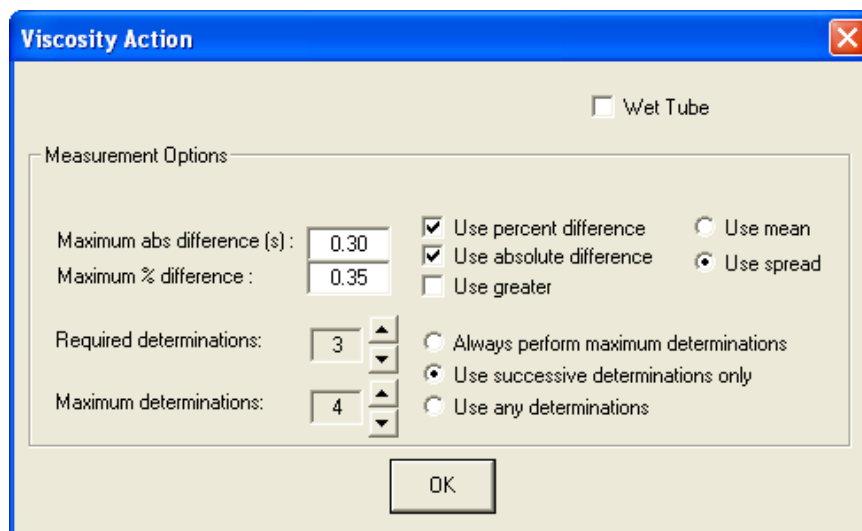 Viscosity Action
Wet Tube
Measurement Options
Maximum abs difference (s) : 0.30
Maximum % difference : 0.35
Use percent difference
Use absolute difference
Use greater
Use mean
Use spread
Required determinations: 3
Maximum determinations: 4
Always perform maximum determinations
Use successive determinations only
Use any determinations
OK